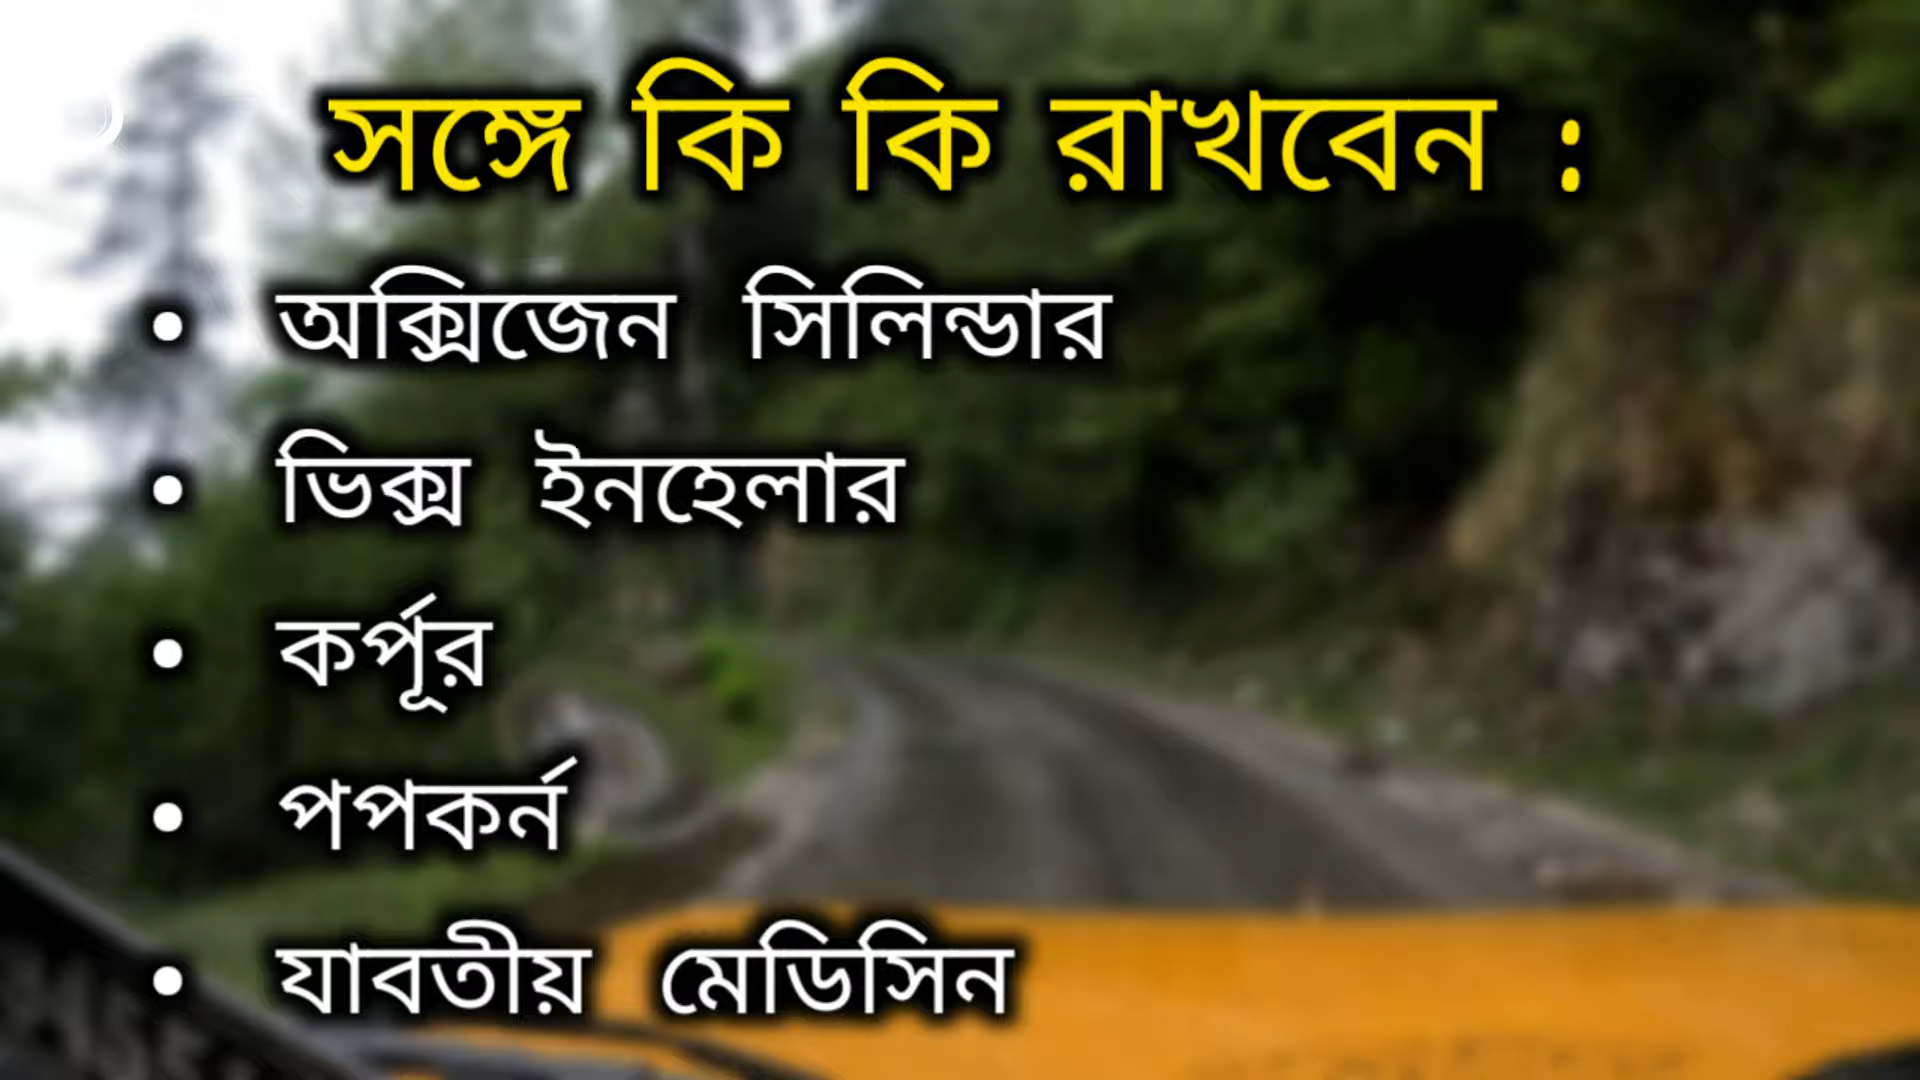 সঙ্গে কি কি রাখবেন :
• অক্সিজেন সিলিন্ডার
• ভিক্স ইনহেলার
• কর্পূর
• পপকর্ন
• যাবতীয় মেডিসিন